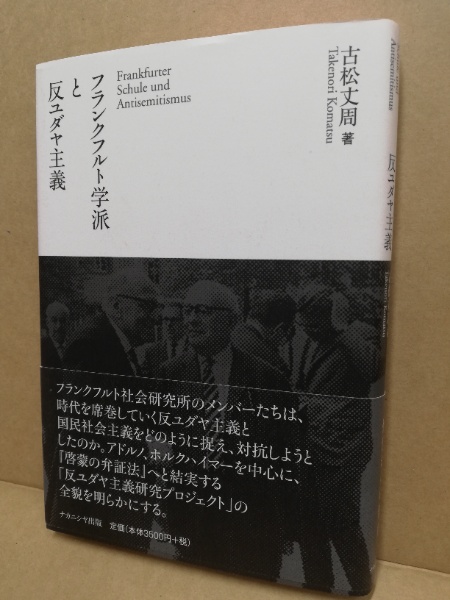 古松丈周 著
Takenori Komatsu
Frankfurter
Schule und
Antisemitismus
フランクフルト学派
と
反ユダヤ主義
フランクフルト社会研究所のメンバーたちは、
時代を席巻していく反ユダヤ主義と
国民社会主義をどのように捉え、対抗しようと
したのか。アドルノ、ホルクハイマーを中心に、
『啓蒙の弁証法』へと結実する
「反ユダヤ主義研究プロジェクト」の
全貌を明らかにする。
ナカニシヤ出版 定価(本体3500円+税)
Antisemitismus
反ユダヤ主義
Takenori Komatsu